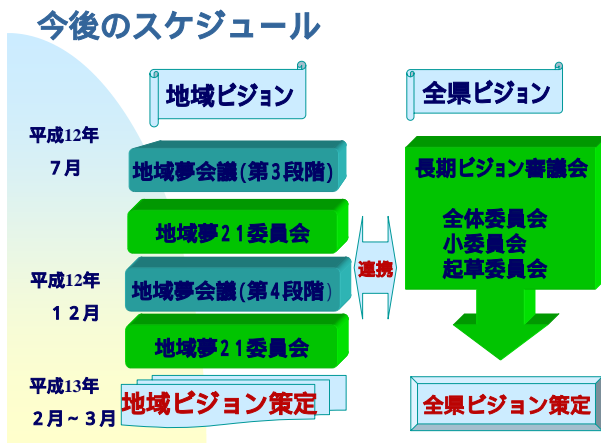 今後のスケジュール
地域ビジョン
全県ビジョン
平成12年
7月
地域夢会議(第3段階)
地域夢21委員会
平成12年
12月
地域夢会議(第4段階)
地域夢21委員会
連携
長期ビジョン審議会
全体委員会
小委員会
起草委員会
平成13年
2月~3月
地域ビジョン策定
全県ビジョン策定